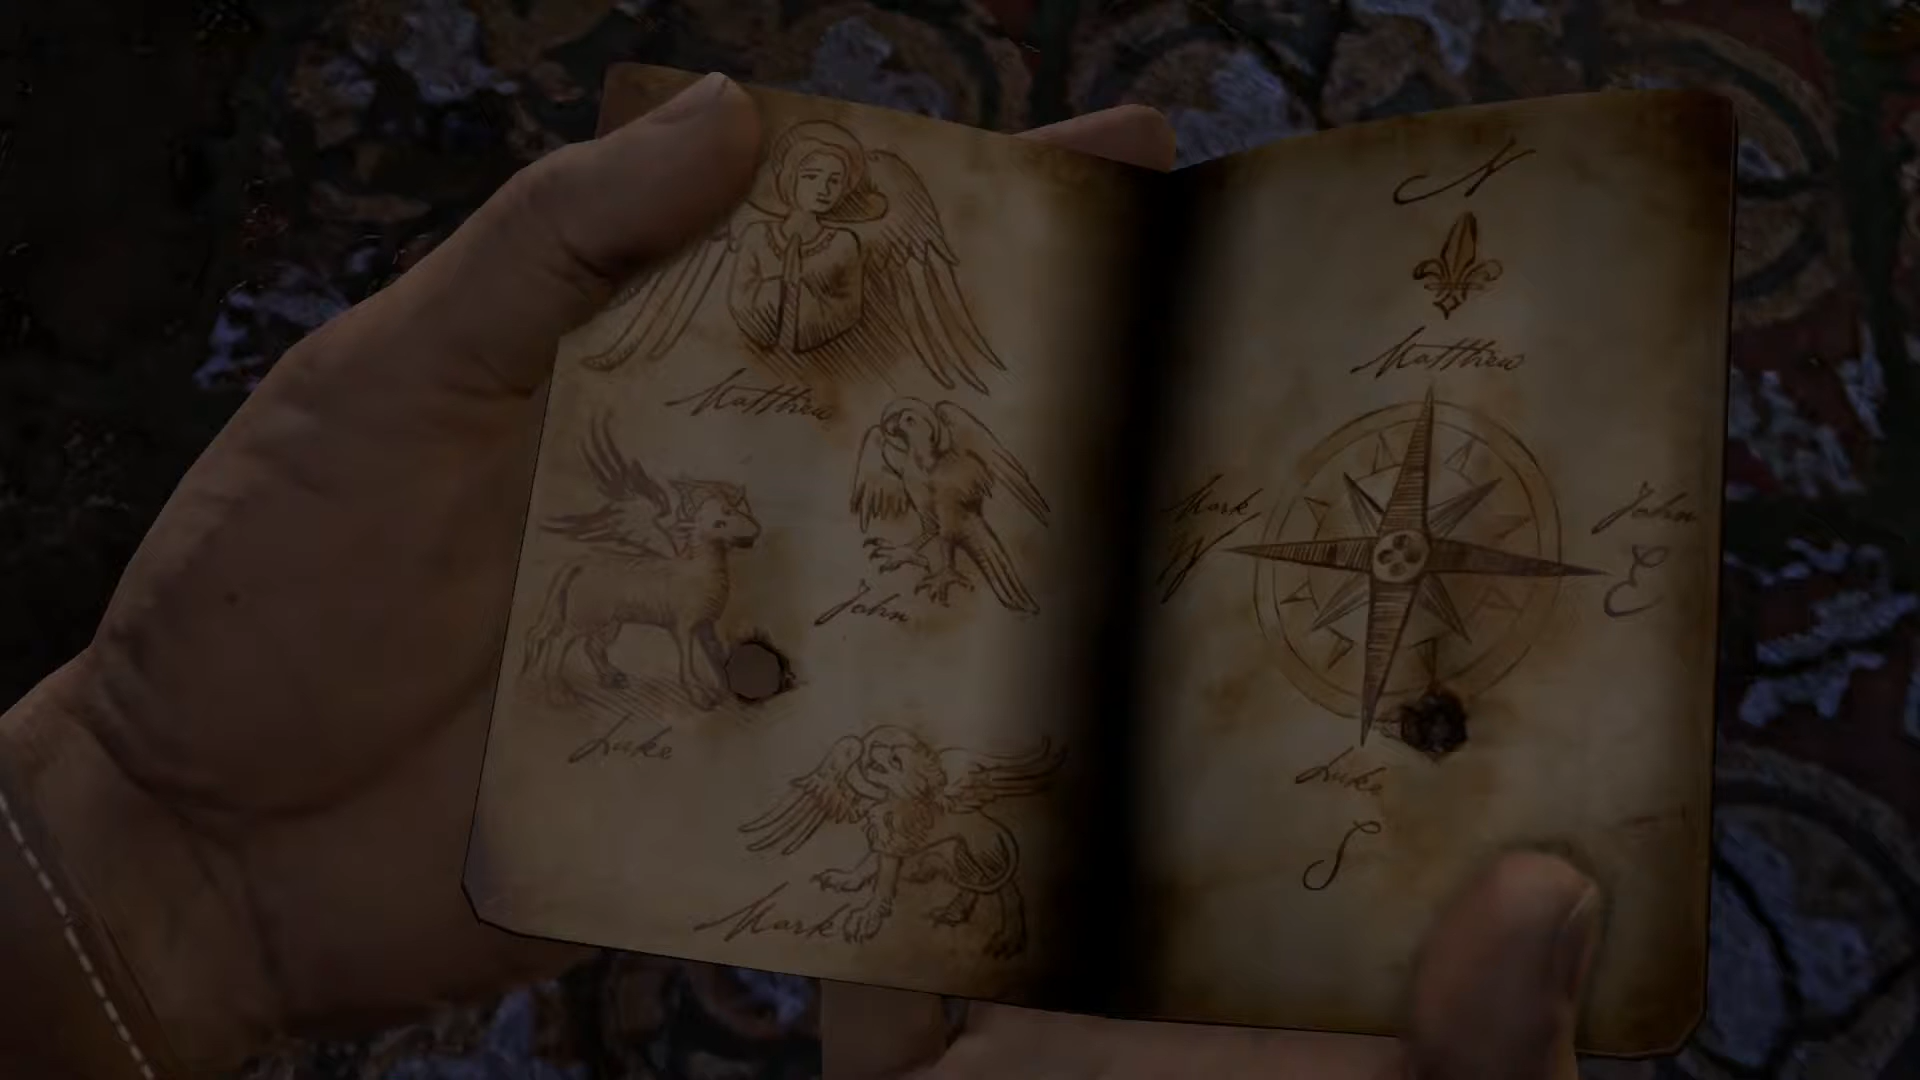 Matthew
John
Luke
Mark
N
Matthew
Mark
W
John
E
Luke
S